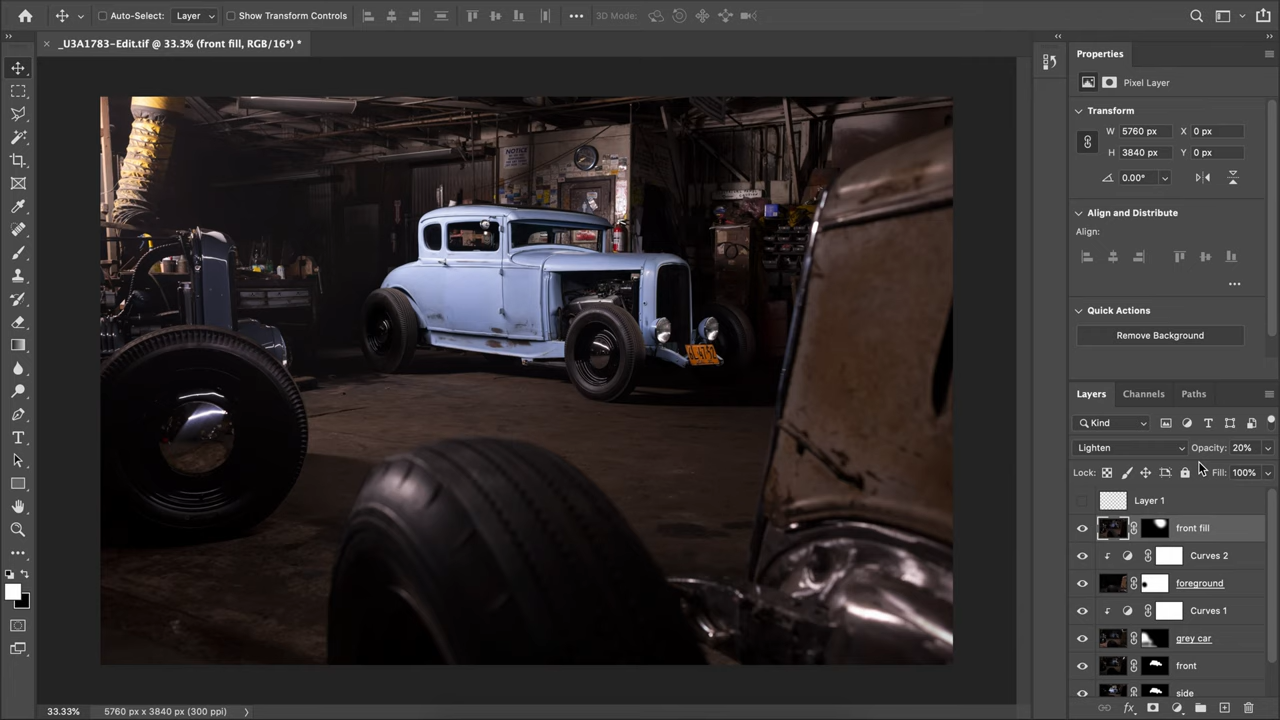 Auto-Select: Layer Show Transform Controls 3D Mode:
_U3A1783-Edit.tif @ 33.3% (front fill, RGB/16*) *
Properties
Pixel Layer
Transform
W 5760 px X 0 px
H 3840 px Y 0 px
0.00°
Align and Distribute
Align:
Quick Actions
Remove Background
Layers Channels Paths
Kind
Lighten Opacity: 20%
Lock: Fill: 100%
Layer 1
front fill
Curves 2
foreground
Curves 1
grey car
front
side
NOTICE
33.33% 5760 px x 3840 px (300 ppi)